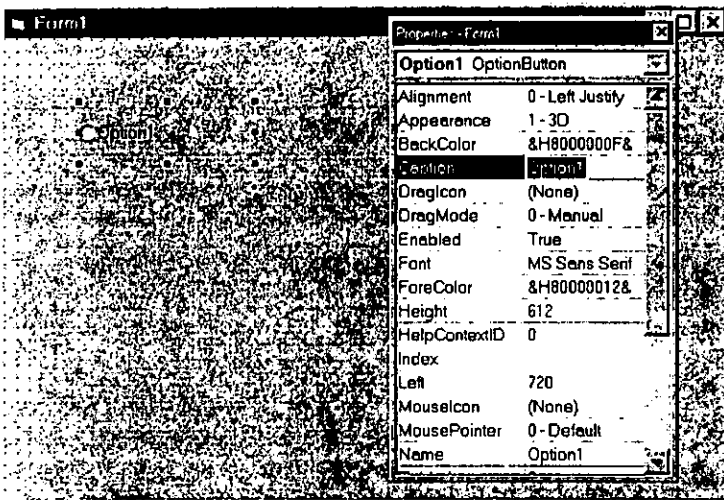 Form1
Option1
Properties - Form1
Option1 OptionButton
Alignment 0 - Left Justify
Appearance 1 - 3D
BackColor &H8000000F&
Caption Option1
DragIcon (None)
DragMode 0 - Manual
Enabled True
Font MS Sans Serif
ForeColor &H80000012&
Height 612
HelpContextID 0
Index
Left 720
MouseIcon (None)
MousePointer 0 - Default
Name Option1